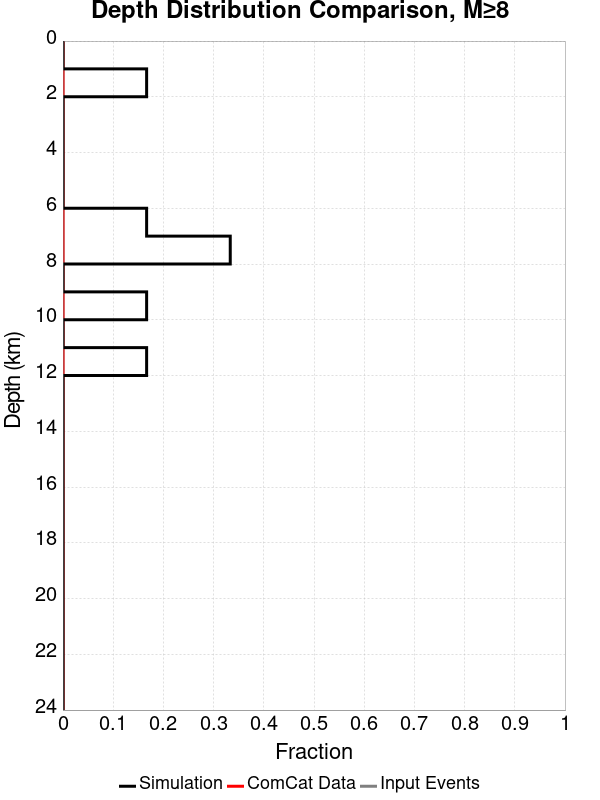 Depth Distribution Comparison, M≥8
0
2
4
6
8
10
12
14
16
18
20
22
24
Depth (km)
0 0.1 0.2 0.3 0.4 0.5 0.6 0.7 0.8 0.9 1
Fraction
Simulation ComCat Data Input Events